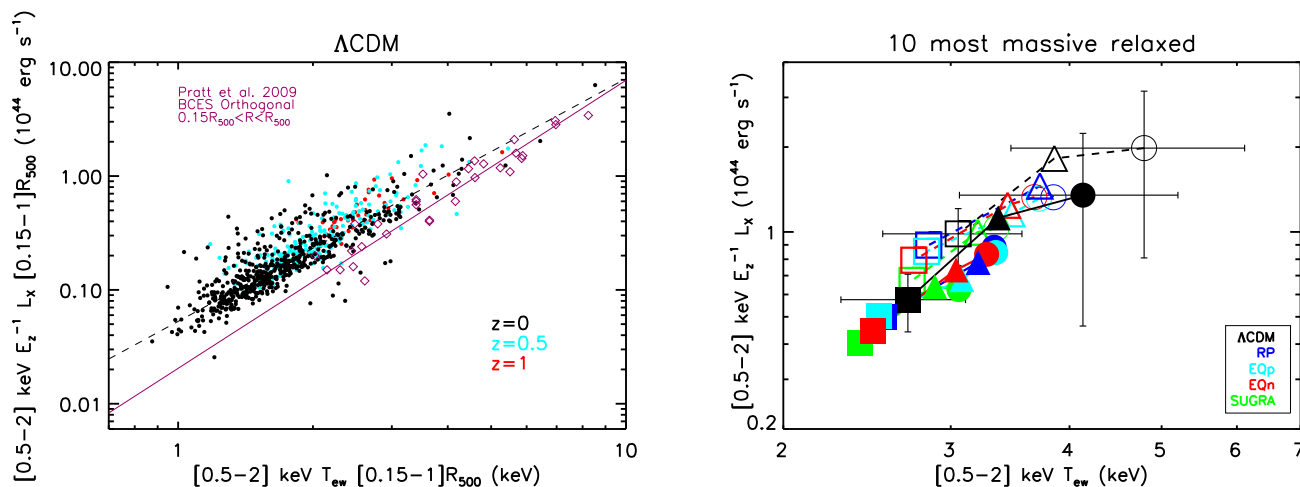 ΛCDM
[0.5−2] keV E_z^{−1} L_x [0.15−1]R_500 (10^44 erg s^{−1})
10.00
1.00
0.10
0.01
Pratt et al. 2009
BCES Orthogonal
0.15R_500<R<R_500
z=0
z=0.5
z=1
1
10
[0.5−2] keV T_ew [0.15−1]R_500 (keV)
10 most massive relaxed
[0.5−2] keV E_z^{−1} L_x (10^44 erg s^{−1})
1
0.2
ΛCDM
RP
EQp
EQn
SUGRA
2
3
4
5
6
7
[0.5−2] keV T_ew (keV)